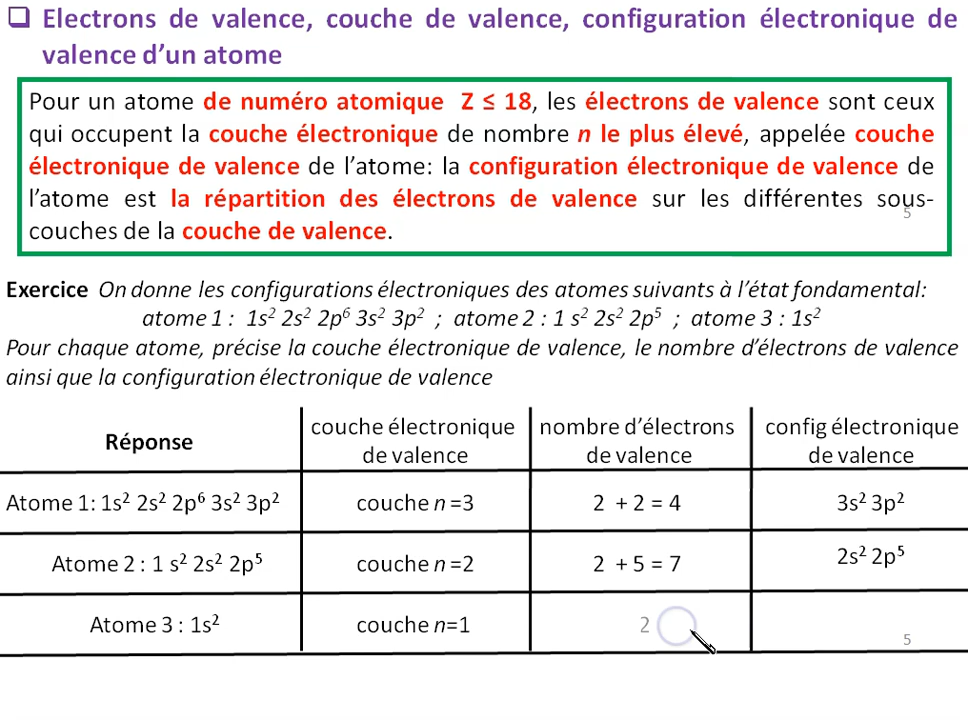 ❑ Electrons de valence, couche de valence, configuration électronique de
valence d’un atome
Pour un atome de numéro atomique Z ≤ 18, les électrons de valence sont ceux
qui occupent la couche électronique de nombre n le plus élevé, appelée couche
électronique de valence de l’atome: la configuration électronique de valence de
l’atome est la répartition des électrons de valence sur les différentes sous-
couches de la couche de valence.
5
Exercice On donne les configurations électroniques des atomes suivants à l’état fondamental:
atome 1 : 1s² 2s² 2p⁶ 3s² 3p² ; atome 2 : 1 s² 2s² 2p⁵ ; atome 3 : 1s²
Pour chaque atome, précise la couche électronique de valence, le nombre d’électrons de valence
ainsi que la configuration électronique de valence
Réponse couche électronique de valence nombre d’électrons de valence config électronique de valence
Atome 1: 1s² 2s² 2p⁶ 3s² 3p² couche n =3 2 + 2 = 4 3s² 3p²
Atome 2 : 1 s² 2s² 2p⁵ couche n =2 2 + 5 = 7 2s² 2p⁵
Atome 3 : 1s² couche n=1 2
5